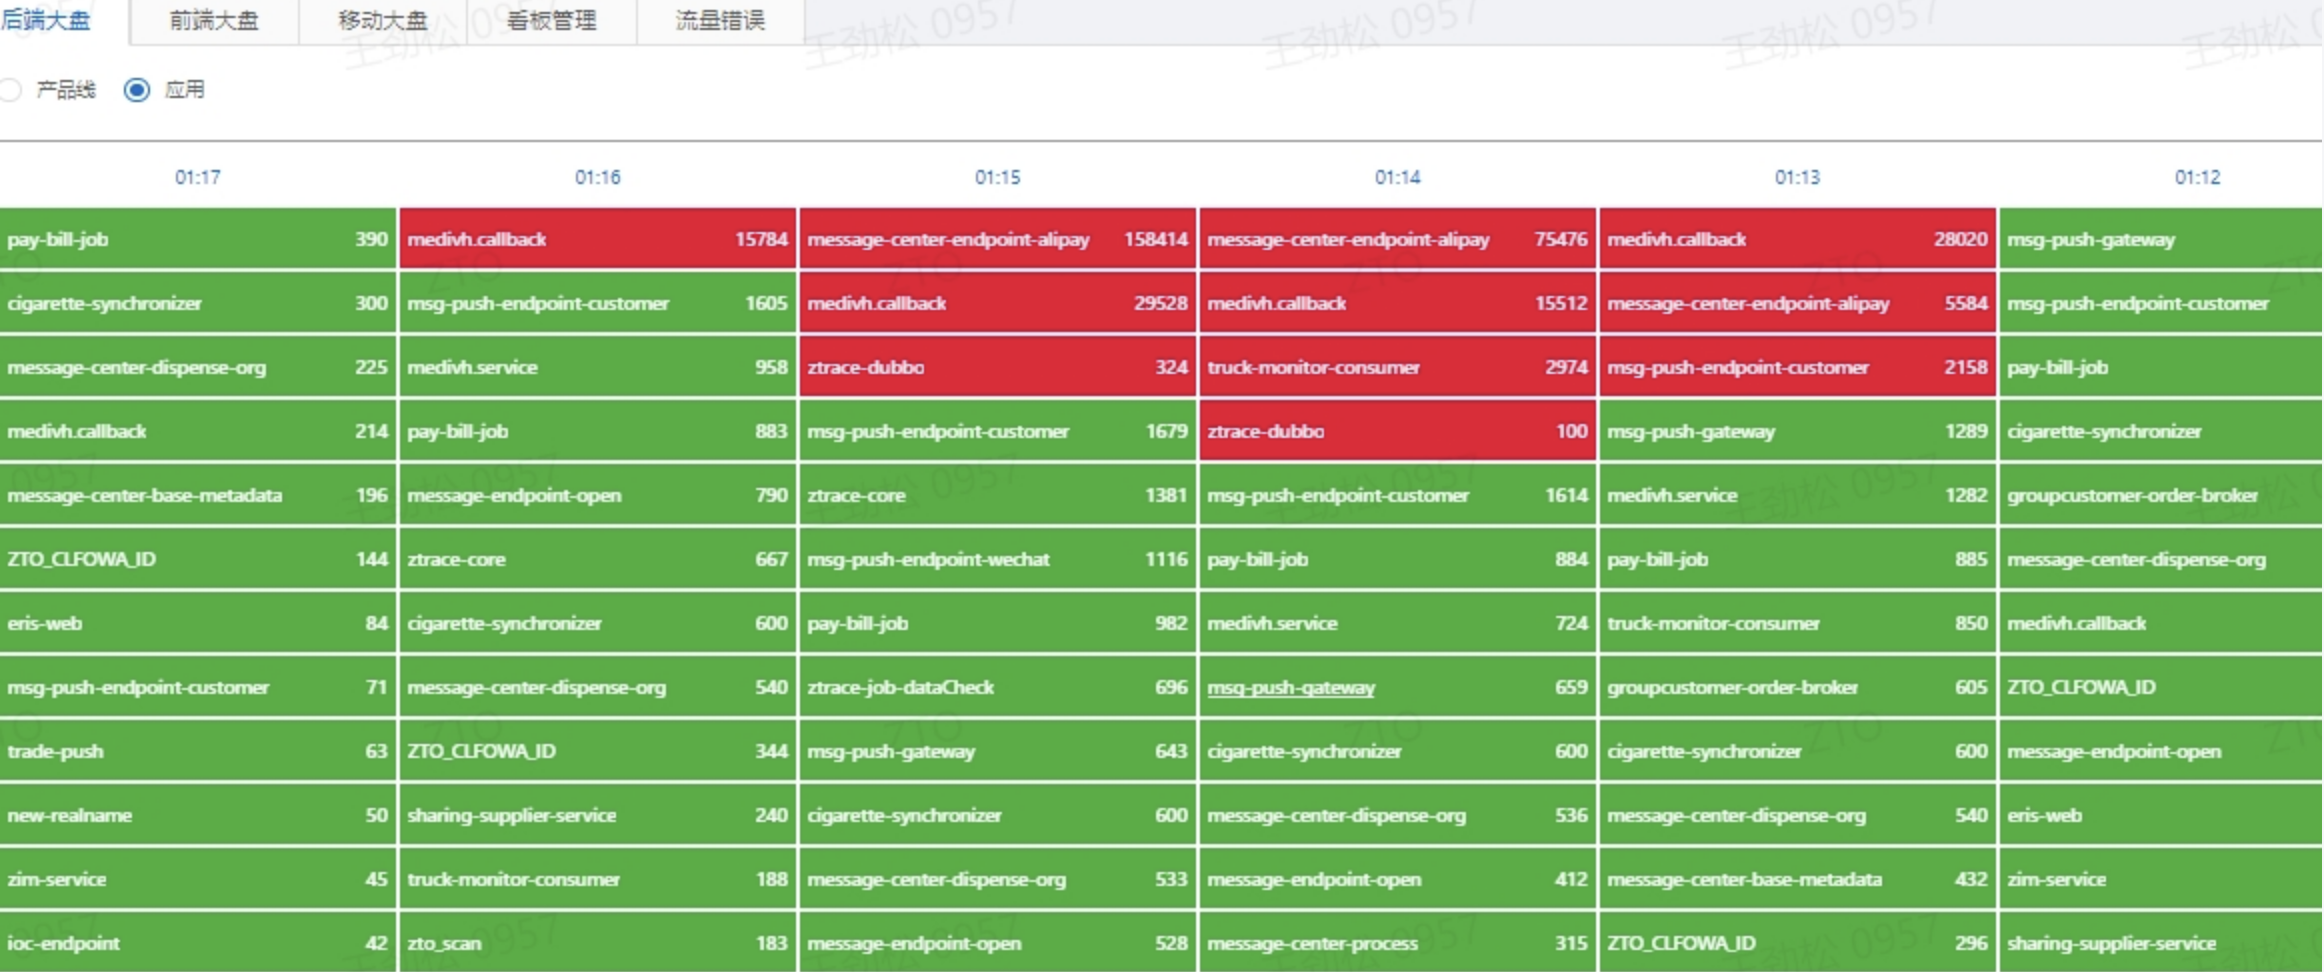 后端大盘 前端大盘 移动大盘 看板管理 流量错误
产品线 应用
01:17 01:16 01:15 01:14 01:13 01:12
pay-bill-job 390 medivh.callback 15784 message-center-endpoint-alipay 158414 message-center-endpoint-alipay 75476 medivh.callback 28020 msg-push-gateway
cigarette-synchronizer 300 msg-push-endpoint-customer 1605 medivh.callback 29528 medivh.callback 15512 message-center-endpoint-alipay 5584 msg-push-endpoint-customer
message-center-dispense-org 225 medivh.service 958 ztrace-dubbo 324 truck-monitor-consumer 2974 msg-push-endpoint-customer 2158 pay-bill-job
medivh.callback 214 pay-bill-job 883 msg-push-endpoint-customer 1679 ztrace-dubbo 100 msg-push-gateway 1289 cigarette-synchronizer
message-center-base-metadata 196 message-endpoint-open 790 ztrace-core 1381 msg-push-endpoint-customer 1614 medivh.service 1282 groupcustomer-order-broker
ZTO_CLFOWA_ID 144 ztrace-core 667 msg-push-endpoint-wechat 1116 pay-bill-job 884 pay-bill-job 885 message-center-dispense-org
eris-web 84 cigarette-synchronizer 600 pay-bill-job 982 medivh.service 724 truck-monitor-consumer 850 medivh.callback
msg-push-endpoint-customer 71 message-center-dispense-org 540 ztrace-job-dataCheck 696 msg-push-gateway 659 groupcustomer-order-broker 605 ZTO_CLFOWA_ID
trade-push 63 ZTO_CLFOWA_ID 344 msg-push-gateway 643 cigarette-synchronizer 600 cigarette-synchronizer 600 message-endpoint-open
new-realname 50 sharing-supplier-service 240 cigarette-synchronizer 600 message-center-dispense-org 536 message-center-dispense-org 540 eris-web
zim-service 45 truck-monitor-consumer 188 message-center-dispense-org 533 message-endpoint-open 412 message-center-base-metadata 432 zim-service
ioc-endpoint 42 zto_scan 183 message-endpoint-open 528 message-center-process 315 ZTO_CLFOWA_ID 296 sharing-supplier-service
王劲松 0957
ZTO